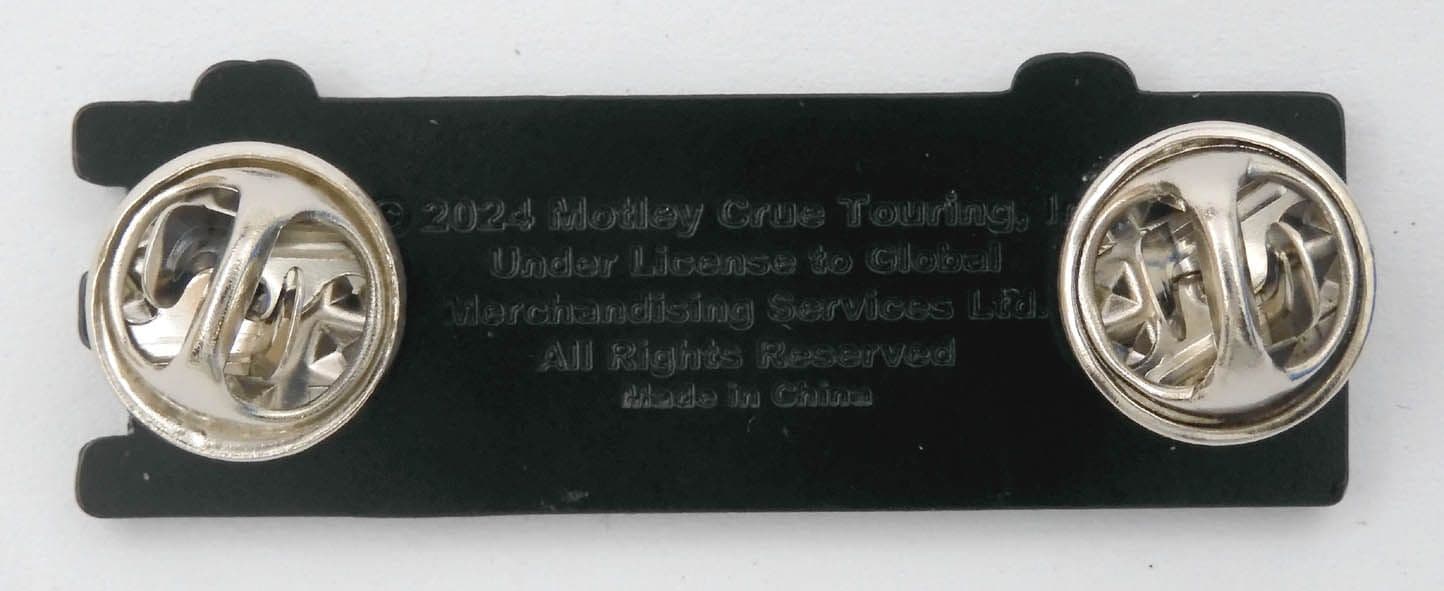 © 2024 Motley Crue Touring,
Under License to Global
Merchandising Services Ltd.
All Rights Reserved
Made in China